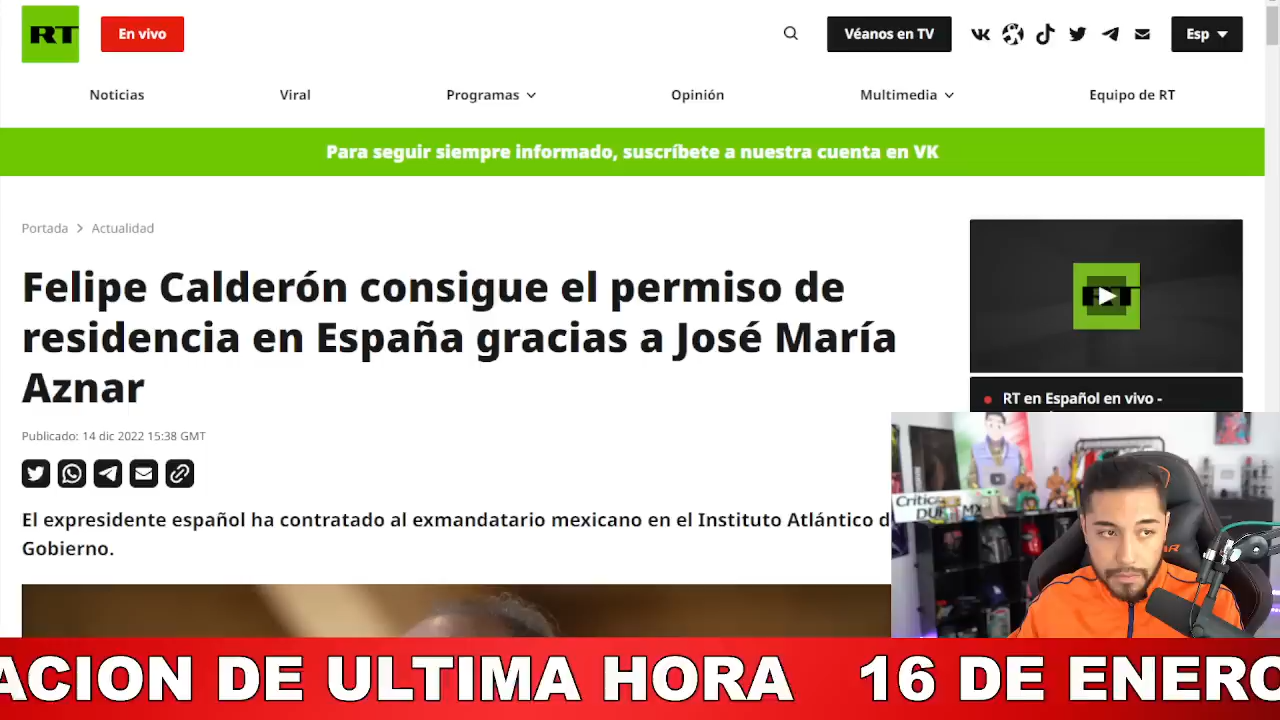 RT
En vivo
Véanos en TV
Esp
Noticias
Viral
Programas
Opinión
Multimedia
Equipo de RT
Para seguir siempre informado, suscríbete a nuestra cuenta en VK
Portada > Actualidad
Felipe Calderón consigue el permiso de
residencia en España gracias a José María
Aznar
Publicado: 14 dic 2022 15:38 GMT
El expresidente español ha contratado al exmandatario mexicano en el Instituto Atlántico d
Gobierno.
RT
RT en Español en vivo -
ACION DE ULTIMA HORA 16 DE ENERO